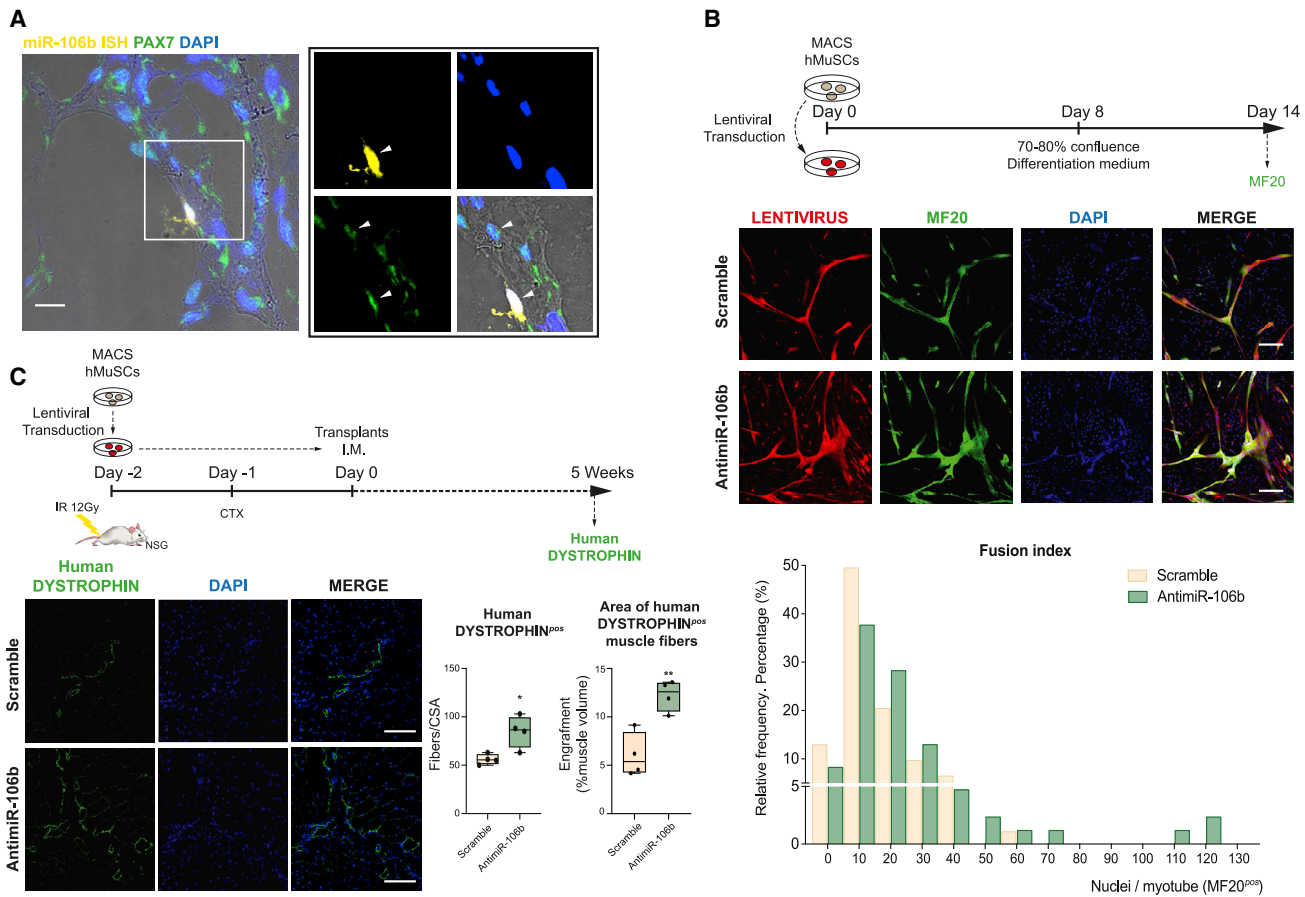 A
miR-106b ISH PAX7 DAPI
B
MACS
hMuSCs
Day 0
Day 8
Day 14
Lentiviral
Transduction
70-80% confluence
Differentiation medium
MF20
LENTIVIRUS
MF20
DAPI
MERGE
Scramble
AntimiR-106b
Fusion index
Scramble
AntimiR-106b
Relative frequency. Percentage (%)
50
40
30
20
10
5
0
0 10 20 30 40 50 60 70 80 90 100 110 120 130
Nuclei / myotube (MF20pos)
C
MACS
hMuSCs
Lentiviral
Transduction
Transplants
I.M.
Day -2
Day -1
Day 0
5 Weeks
IR 12Gy
CTX
NSG
Human
DYSTROPHIN
Human
DYSTROPHIN
DAPI
MERGE
Scramble
AntimiR-106b
Human
DYSTROPHINpos
Fibers/CSA
150
100
50
0
*
Scramble
AntimiR-106b
Area of human
DYSTROPHINpos
muscle fibers
Engrafment
(%muscle volume)
15
10
5
0
**
Scramble
AntimiR-106b